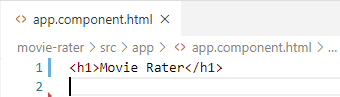 app.component.html
movie-rater > src > app > app.component.html > ...
1 <h1>Movie Rater</h1>
2